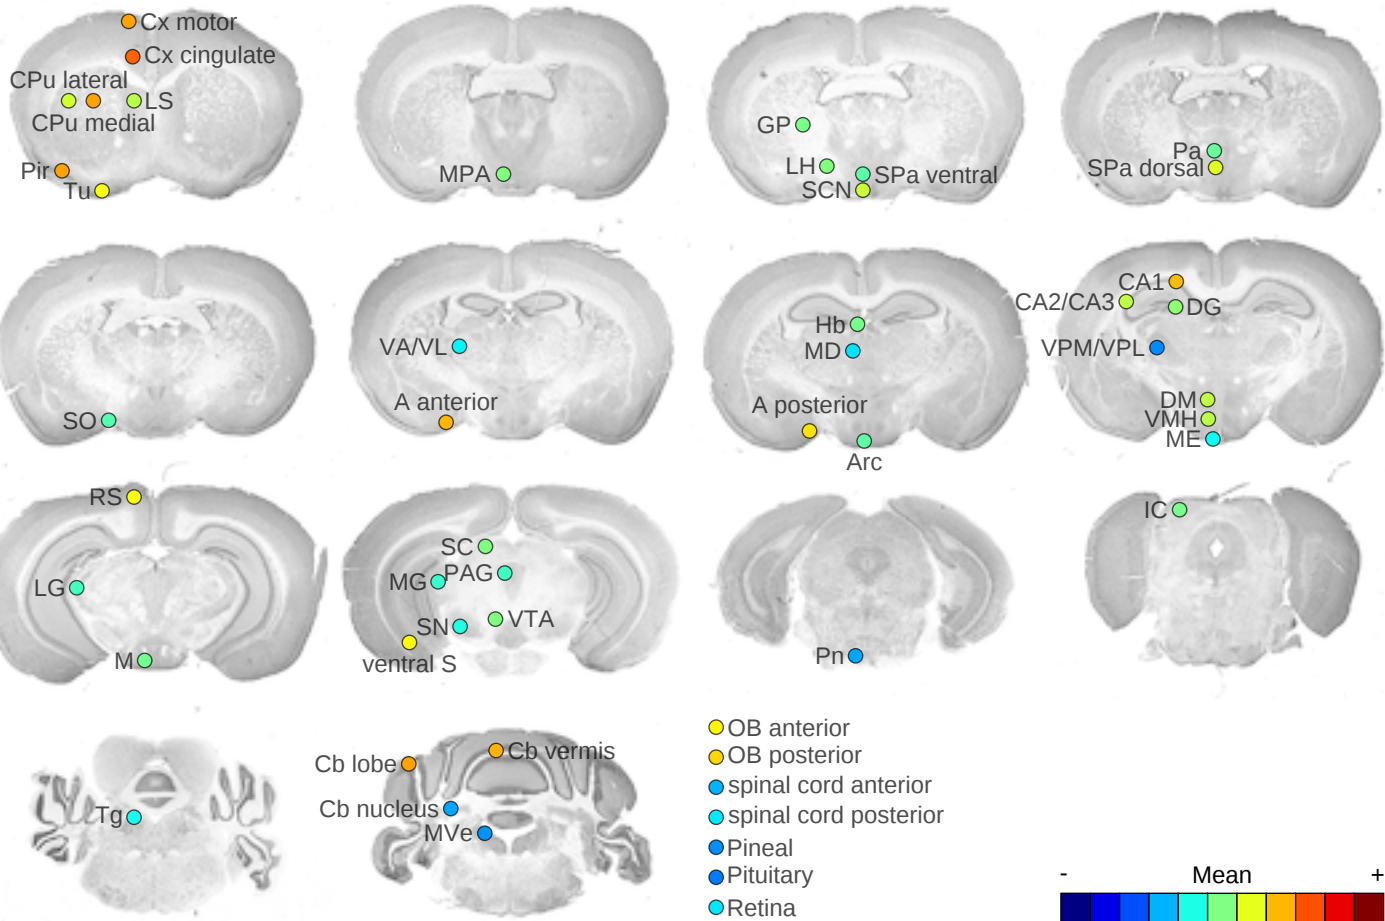 Cx motor
Cx cingulate
CPu lateral
LS
CPu medial
Pir
Tu
MPA
GP
LH
SPa ventral
SCN
Pa
SPa dorsal
SO
VA/VL
A anterior
Hb
MD
A posterior
Arc
CA1
CA2/CA3
DG
VPM/VPL
DM
VMH
ME
RS
LG
M
SC
MG
PAG
SN
VTA
ventral S
Pn
IC
Tg
Cb lobe
Cb vermis
Cb nucleus
MVe
OB anterior
OB posterior
spinal cord anterior
spinal cord posterior
Pineal
Pituitary
Retina
- Mean +